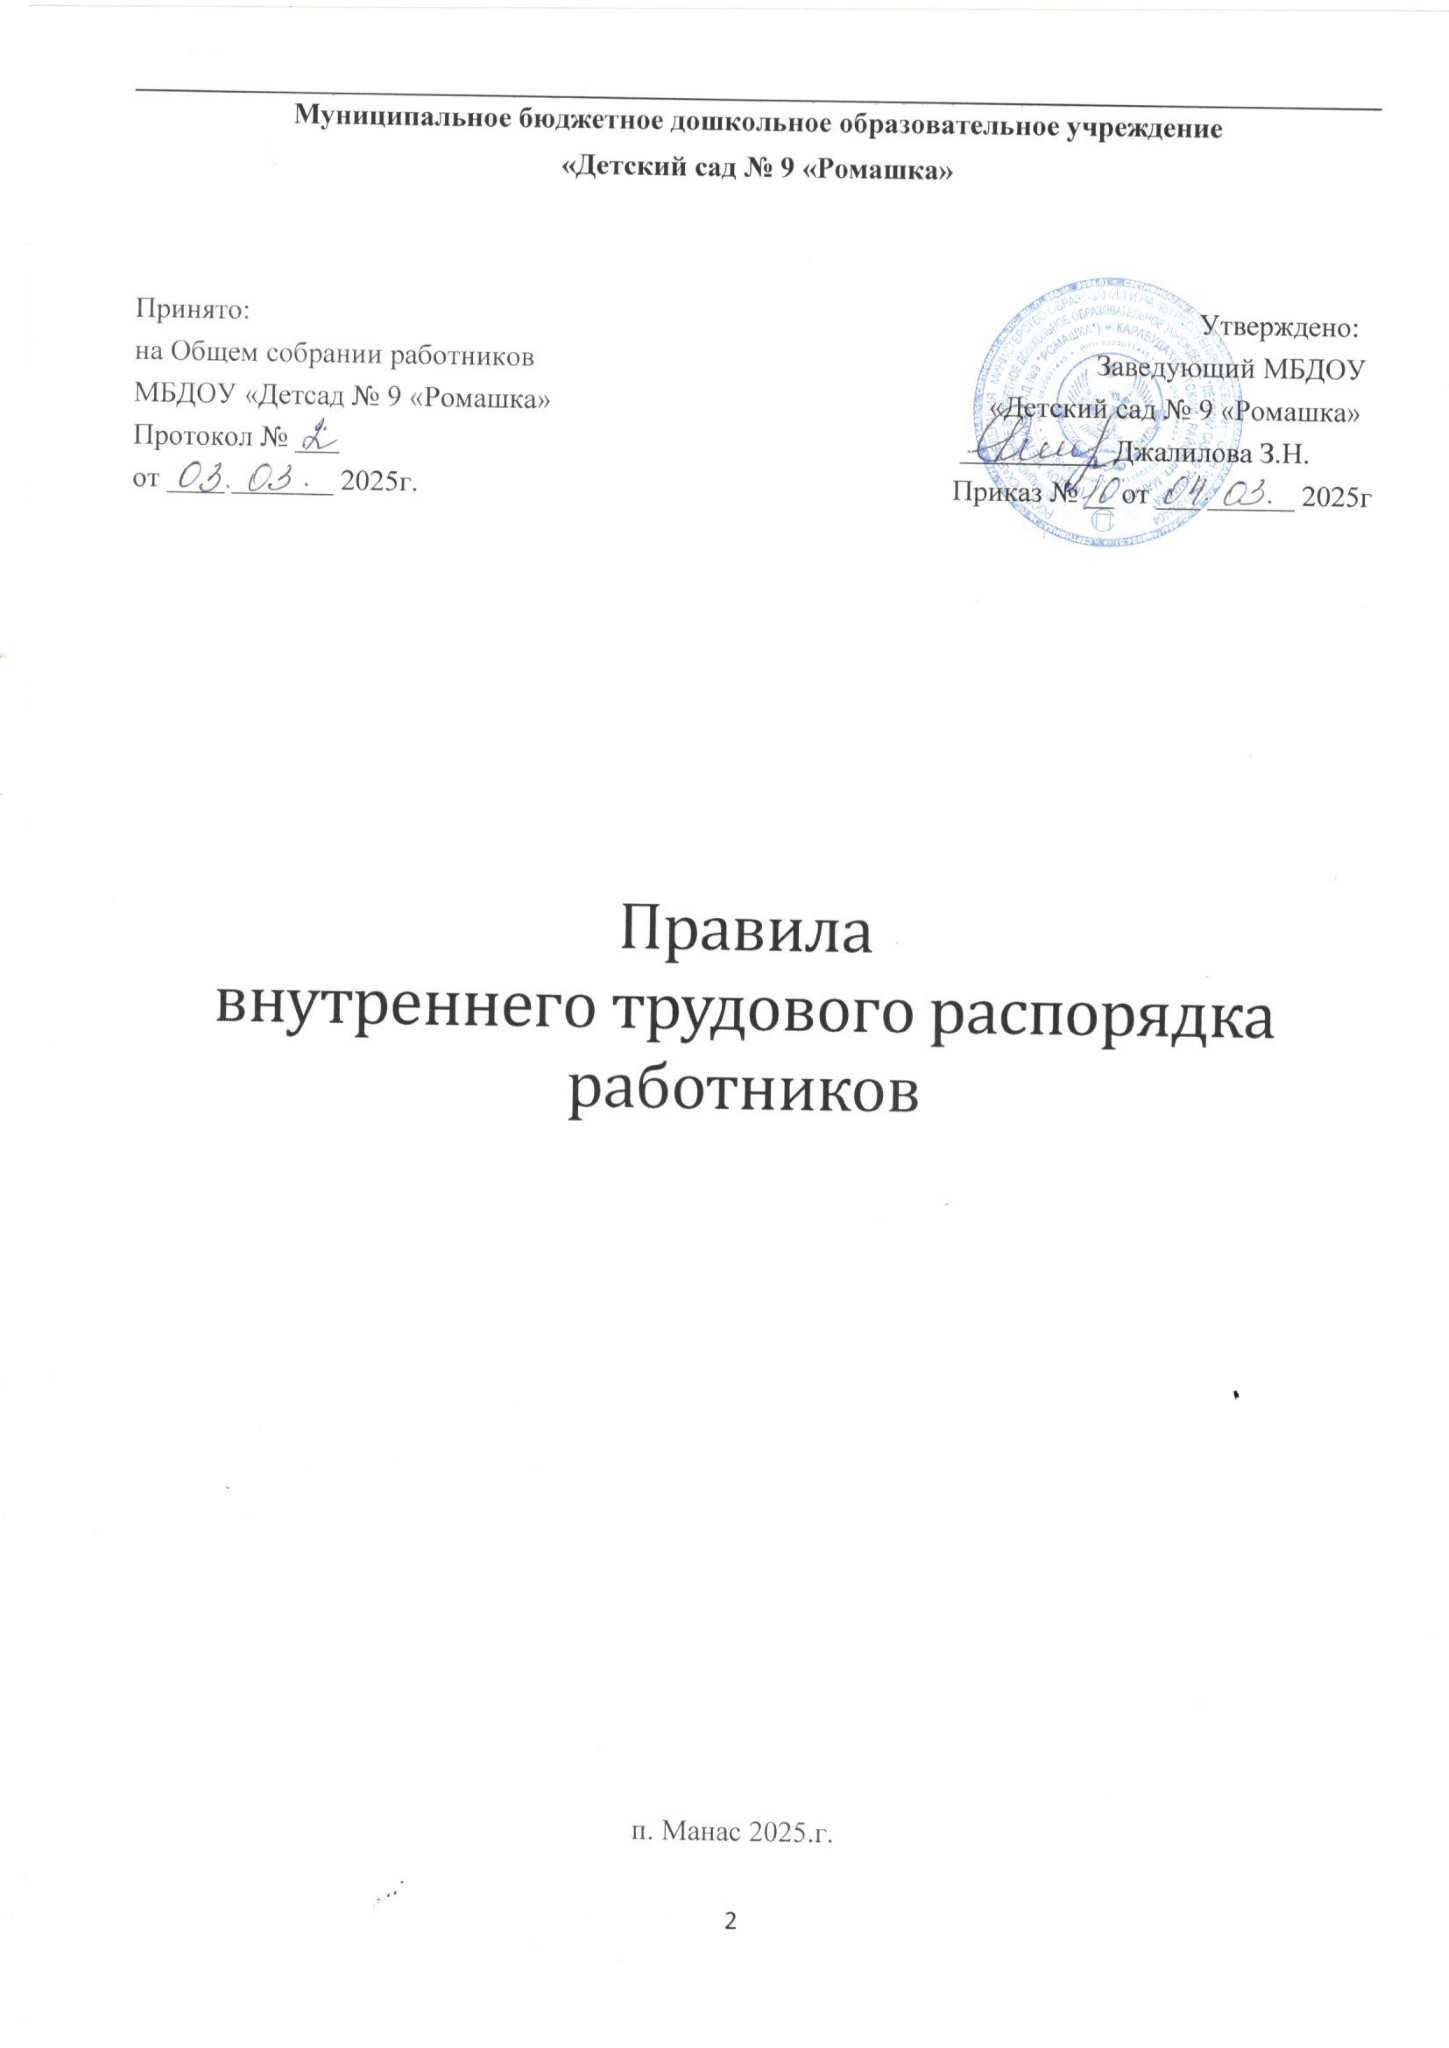 Муниципальное бюджетное дошкольное образовательное учреждение
«Детский сад № 9 «Ромашка»
Принято:
на Общем собрании работников
МБДОУ «Детсад № 9 «Ромашка»
Протокол № 2
от 03. 03. 2025г.
Утверждено:
Заведующий МБДОУ
«Детский сад № 9 «Ромашка»
Джалилова З.Н.
Приказ № 10 от 04. 03. 2025г
Правила
внутреннего трудового распорядка
работников
п. Манас 2025.г.
2